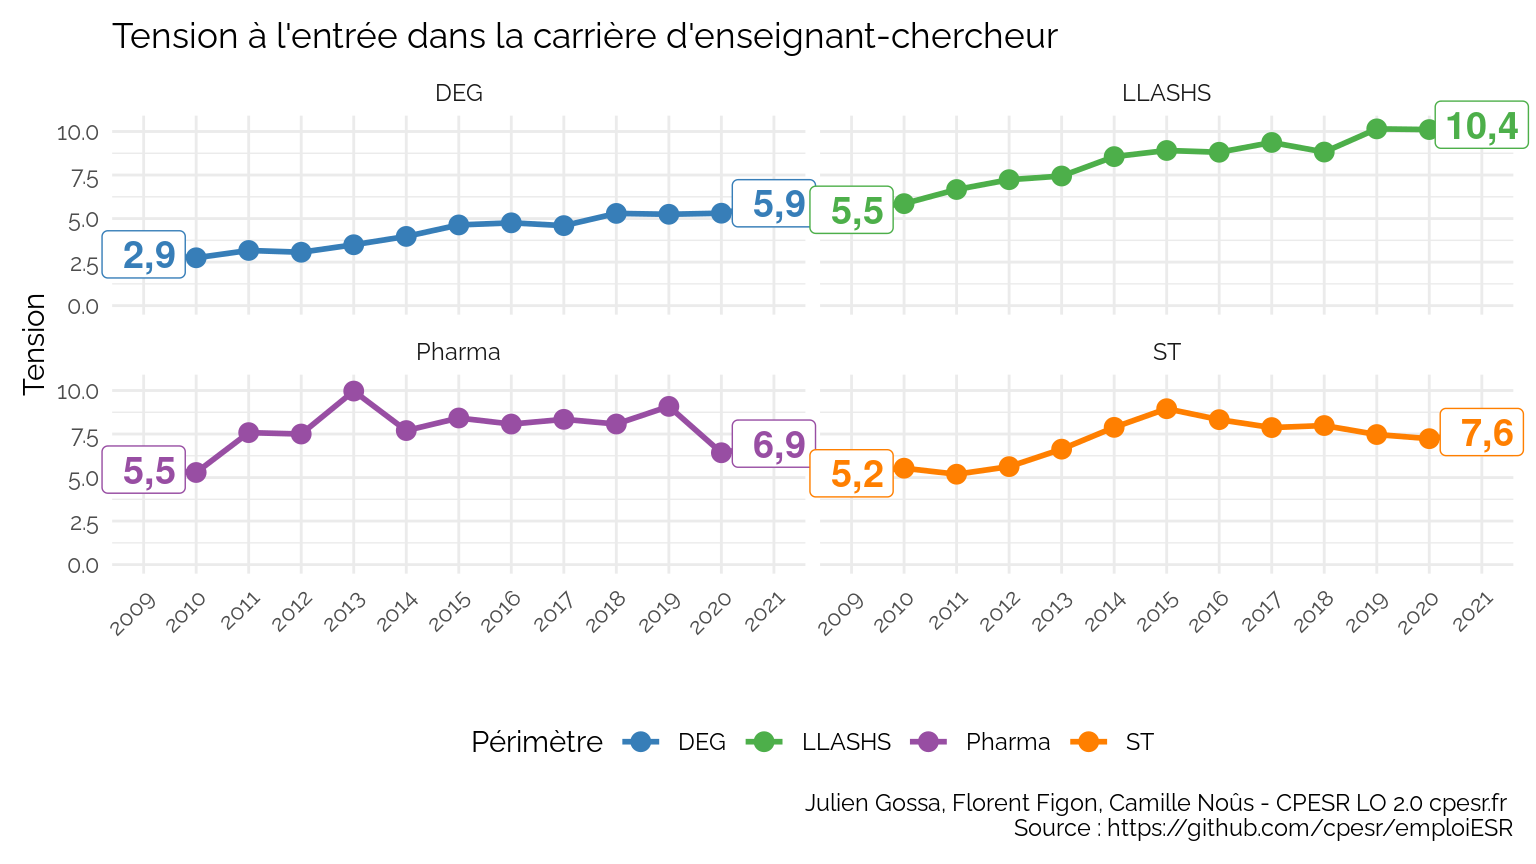 Tension à l'entrée dans la carrière d'enseignant-chercheur
DEG
LLASHS
10.0
7.5
5.0
2.5
0.0
2,9
5,9
5,5
10,4
Tension
Pharma
ST
10.0
7.5
5.0
2.5
0.0
5,5
6,9
5,2
7,6
2009 2010 2011 2012 2013 2014 2015 2016 2017 2018 2019 2020 2021
2009 2010 2011 2012 2013 2014 2015 2016 2017 2018 2019 2020 2021
Périmètre DEG LLASHS Pharma ST
Julien Gossa, Florent Figon, Camille Noûs - CPESR LO 2.0 cpesr.fr
Source : https://github.com/cpesr/emploiESR